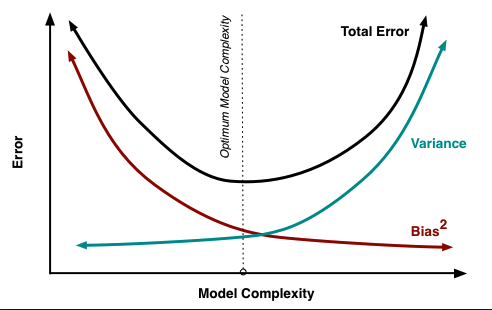 Total Error
Optimum Model Complexity
Variance
Error
Bias2
Model Complexity